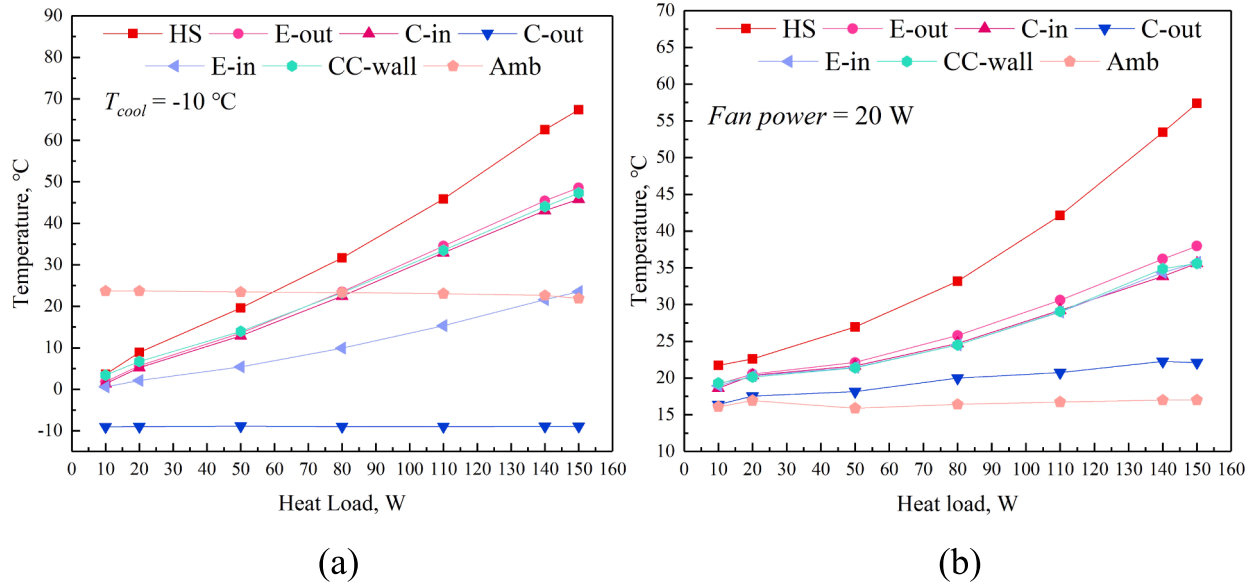 90
80
70
60
50
40
30
20
10
0
-10
Temperature, °C
HS E-out C-in C-out
E-in CC-wall Amb
T_cool = -10 °C
0 10 20 30 40 50 60 70 80 90 100 110 120 130 140 150 160
Heat Load, W
(a)
70
65
60
55
50
45
40
35
30
25
20
15
10
Temperature, °C
HS E-out C-in C-out
E-in CC-wall Amb
Fan power = 20 W
0 10 20 30 40 50 60 70 80 90 100 110 120 130 140 150 160
Heat load, W
(b)